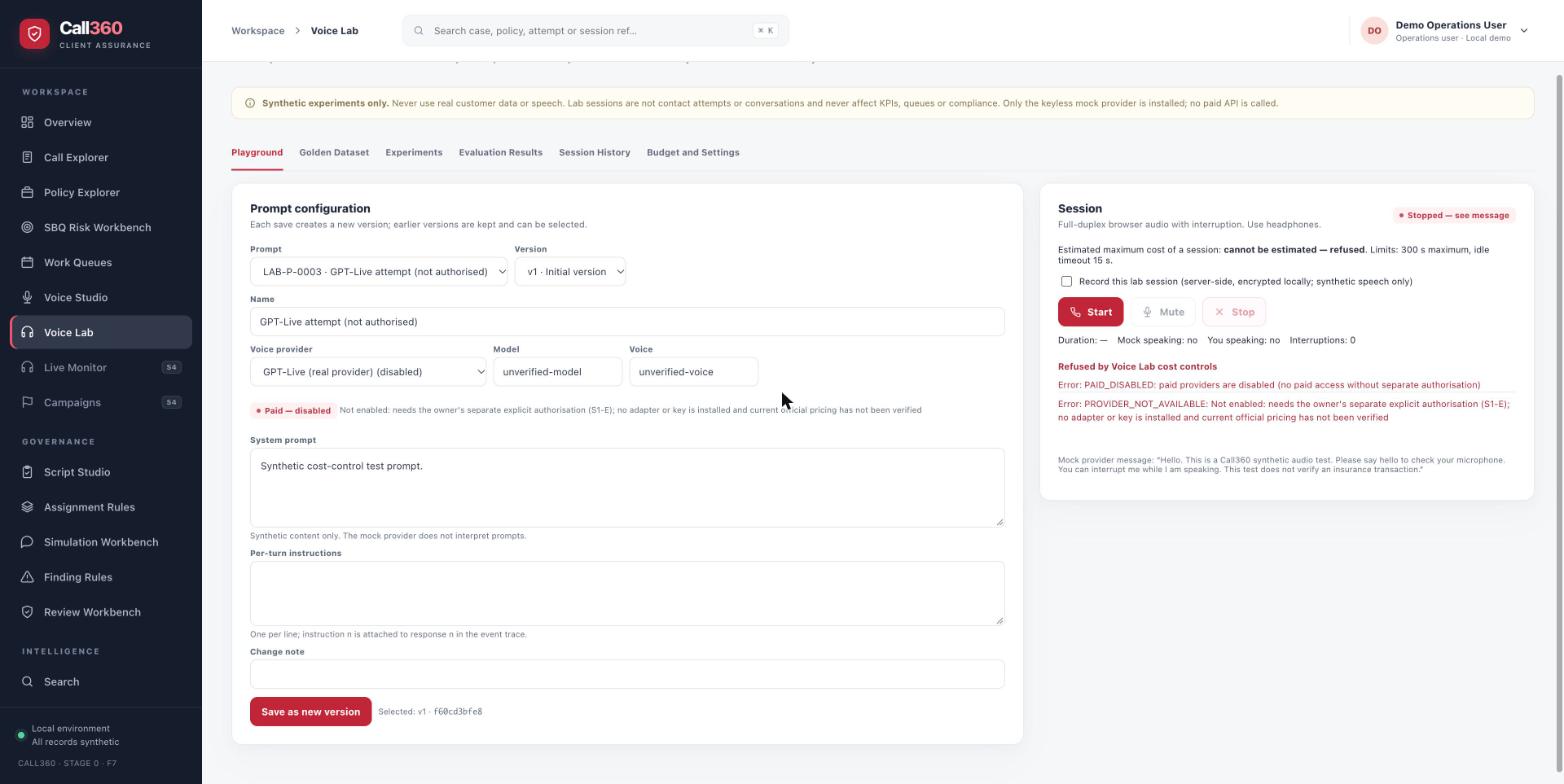 Call360
CLIENT ASSURANCE
WORKSPACE
Overview
Call Explorer
Policy Explorer
SBQ Risk Workbench
Work Queues
Voice Studio
Voice Lab
Live Monitor S4
Campaigns S4
GOVERNANCE
Script Studio
Assignment Rules
Simulation Workbench
Finding Rules
Review Workbench
INTELLIGENCE
Search
Local environment
All records synthetic
CALL360 · STAGE 0 · F7
Workspace > Voice Lab
Search case, policy, attempt or session ref...
⌘ K
DO
Demo Operations User
Operations user · Local demo
Synthetic experiments only. Never use real customer data or speech. Lab sessions are not contact attempts or conversations and never affect KPIs, queues or compliance. Only the keyless mock provider is installed; no paid API is called.
Playground Golden Dataset Experiments Evaluation Results Session History Budget and Settings
Prompt configuration
Each save creates a new version; earlier versions are kept and can be selected.
Prompt Version
LAB-P-0003 · GPT-Live attempt (not authorised) v1 · Initial version
Name
GPT-Live attempt (not authorised)
Voice provider Model Voice
GPT-Live (real provider) (disabled) unverified-model unverified-voice
Paid — disabled Not enabled: needs the owner's separate explicit authorisation (S1-E); no adapter or key is installed and current official pricing has not been verified
System prompt
Synthetic cost-control test prompt.
Synthetic content only. The mock provider does not interpret prompts.
Per-turn instructions
One per line; instruction n is attached to response n in the event trace.
Change note
Save as new version Selected: v1 · f60cd3bfe8
Session
Full-duplex browser audio with interruption. Use headphones.
Stopped — see message
Estimated maximum cost of a session: cannot be estimated — refused. Limits: 300 s maximum, idle
timeout 15 s.
Record this lab session (server-side, encrypted locally; synthetic speech only)
Start Mute Stop
Duration: — Mock speaking: no You speaking: no Interruptions: 0
Refused by Voice Lab cost controls
Error: PAID_DISABLED: paid providers are disabled (no paid access without separate authorisation)
Error: PROVIDER_NOT_AVAILABLE: Not enabled: needs the owner's separate explicit authorisation (S1-E);
no adapter or key is installed and current official pricing has not been verified
Mock provider message: "Hello. This is a Call360 synthetic audio test. Please say hello to check your microphone.
You can interrupt me while I am speaking. This test does not verify an insurance transaction."